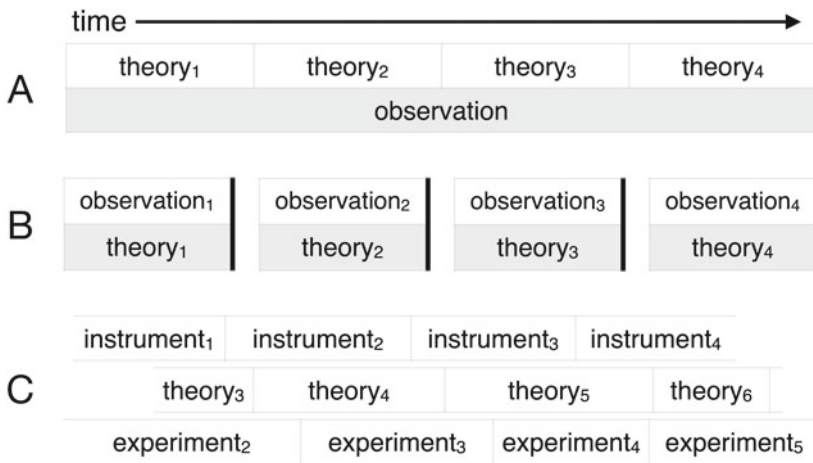 time
A
theory₁ theory₂ theory₃ theory₄
observation
B
observation₁ observation₂ observation₃ observation₄
theory₁ theory₂ theory₃ theory₄
C
instrument₁ instrument₂ instrument₃ instrument₄
theory₃ theory₄ theory₅ theory₆
experiment₂ experiment₃ experiment₄ experiment₅